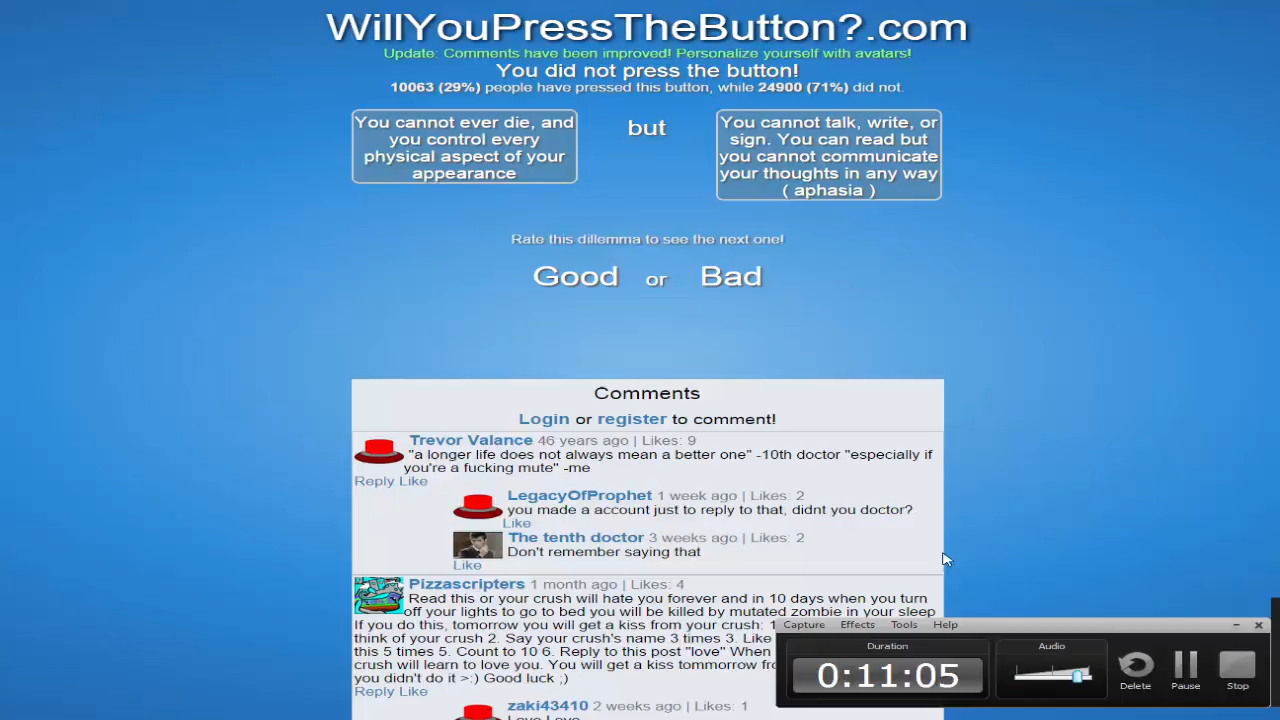 WillYouPressTheButton?.com
Update: Comments have been improved! Personalize yourself with avatars!
You did not press the button!
10063 (29%) people have pressed this button, while 24900 (71%) did not.
You cannot ever die, and
you control every
physical aspect of your
appearance
but
You cannot talk, write, or
sign. You can read but
you cannot communicate
your thoughts in any way
( aphasia )
Rate this dillemma to see the next one!
Good or Bad
Comments
Login or register to comment!
Trevor Valance 46 years ago | Likes: 9
"a longer life does not always mean a better one" -10th doctor "especially if
you're a fucking mute" -me
Reply Like
LegacyOfProphet 1 week ago | Likes: 2
you made a account just to reply to that, didnt you doctor?
Like
The tenth doctor 3 weeks ago | Likes: 2
Don't remember saying that
Like
Pizzascripters 1 month ago | Likes: 4
Read this or your crush will hate you forever and in 10 days when you turn
off your lights to go to bed you will be killed by mutated zombie in your sleep
If you do this, tomorrow you will get a kiss from your crush: 1
think of your crush 2. Say your crush's name 3 times 3. Like
this 5 times 5. Count to 10 6. Reply to this post "love" When
crush will learn to love you. You will get a kiss tommorrow
you didn't do it >:) Good luck ;)
Reply Like
zaki43410 2 weeks ago | Likes: 1
Love Love
Capture Effects Tools Help
Duration
0:11:05
Audio
Delete
Pause
Stop